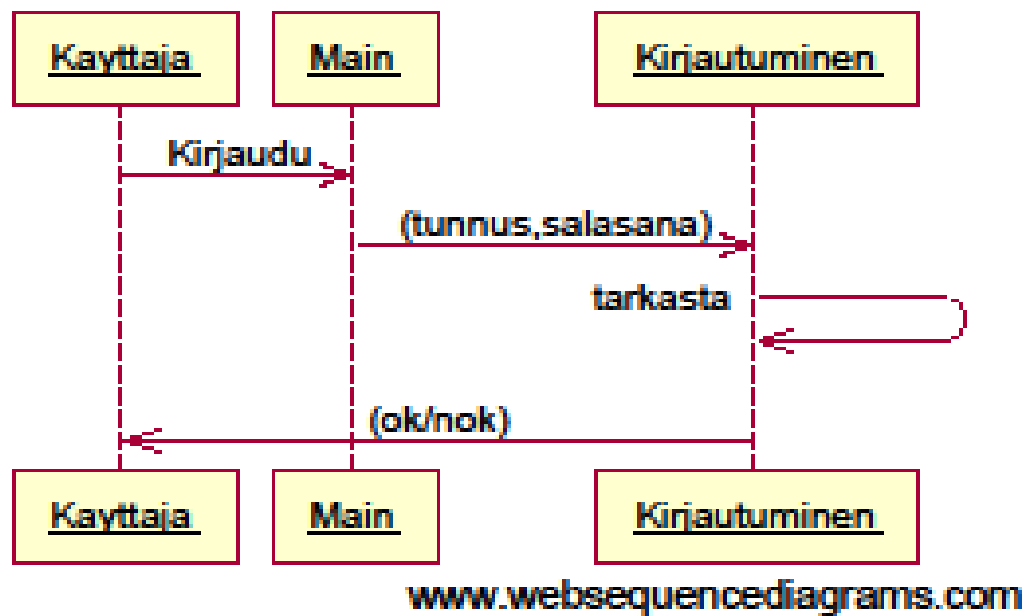 Kayttaja Main Kirjautuminen
Kirjaudu
(tunnus,salasana)
tarkasta
(ok/nok)
Kayttaja Main Kirjautuminen
www.websequencediagrams.com